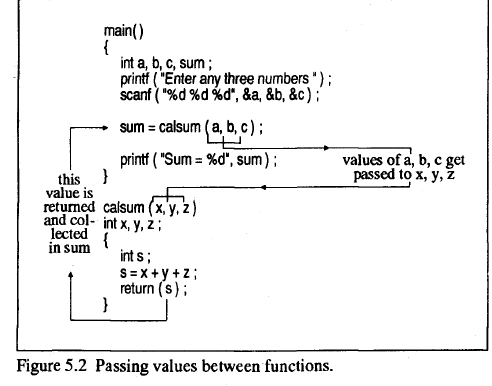 main()
{
int a, b, c, sum ;
printf ( "Enter any three numbers " ) ;
scanf ( "%d %d %d", &a, &b, &c ) ;
sum = calsum ( a, b, c ) ;
printf ( "Sum = %d", sum ) ;
}
values of a, b, c get
passed to x, y, z
this
value is
returned
and col-
lected
in sum
calsum ( x, y, z )
int x, y, z ;
{
int s ;
s = x + y + z ;
return ( s ) ;
}
Figure 5.2 Passing values between functions.